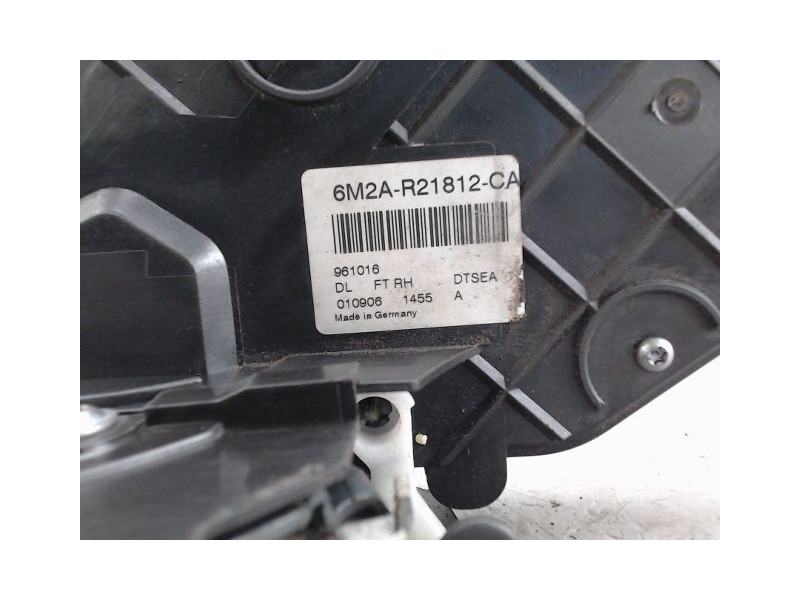 6M2A-R21812-CA
961016
DL FT RH DTSEA
010906 1455 A
Made in Germany